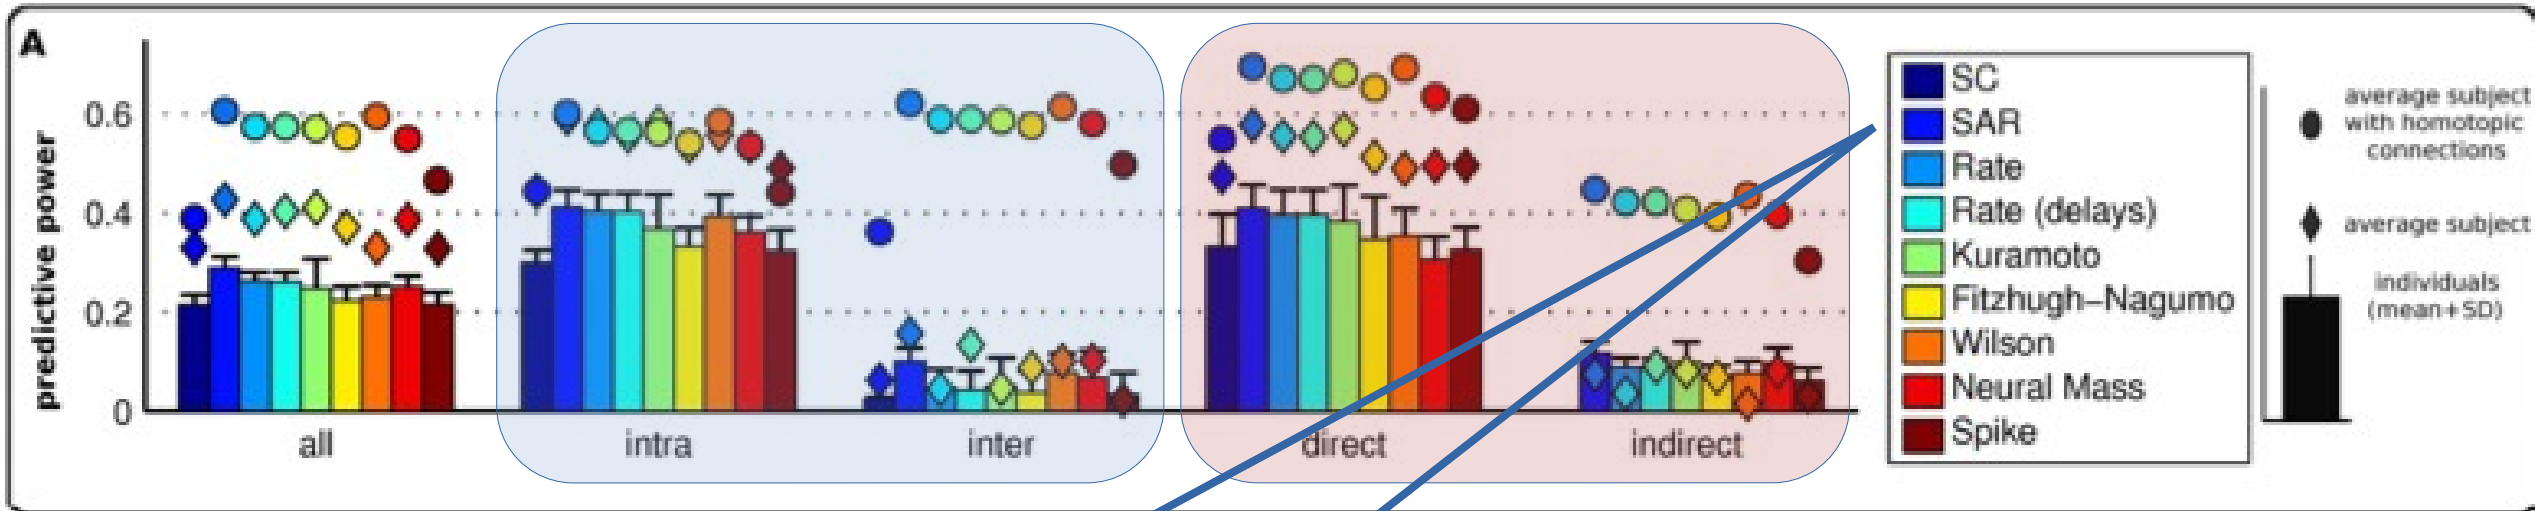 A
predictive power
0.6
0.4
0.2
0
all
intra
inter
direct
indirect
SC
SAR
Rate
Rate (delays)
Kuramoto
Fitzhugh–Nagumo
Wilson
Neural Mass
Spike
average subject
with homotopic
connections
average subject
individuals
(mean+SD)